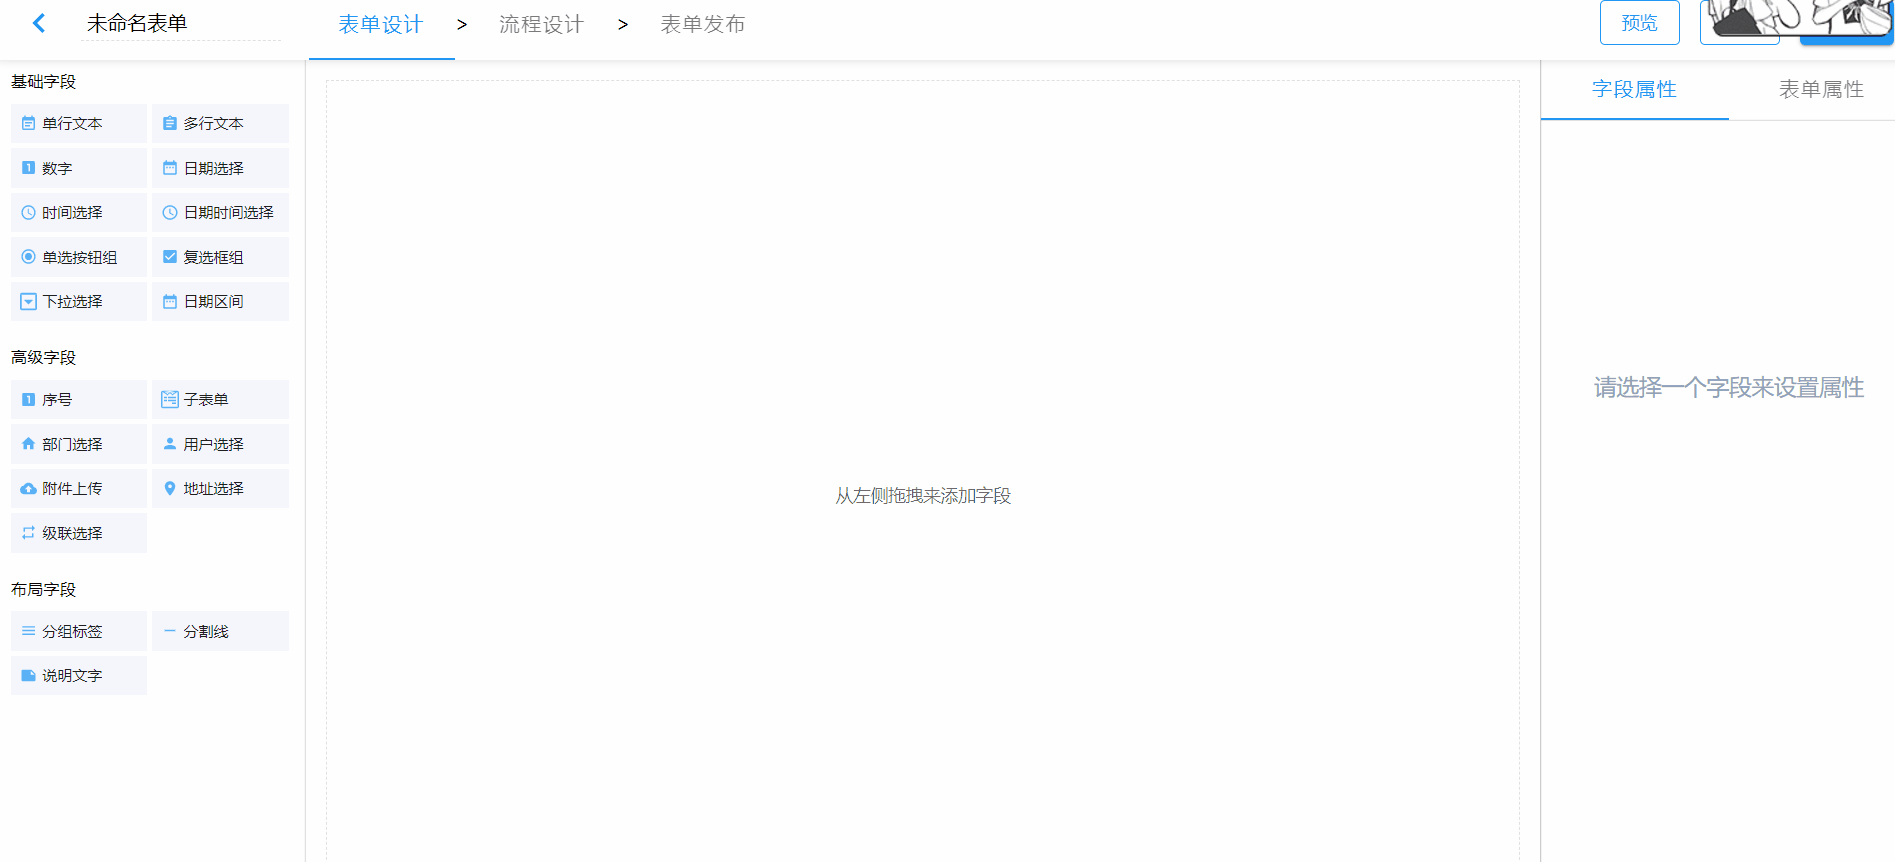 未命名表单
表单设计 > 流程设计 > 表单发布
预览
基础字段
单行文本 多行文本
数字 日期选择
时间选择 日期时间选择
单选按钮组 复选框组
下拉选择 日期区间
高级字段
序号 子表单
部门选择 用户选择
附件上传 地址选择
级联选择
布局字段
分组标签 分割线
说明文字
从左侧拖拽来添加字段
字段属性 表单属性
请选择一个字段来设置属性